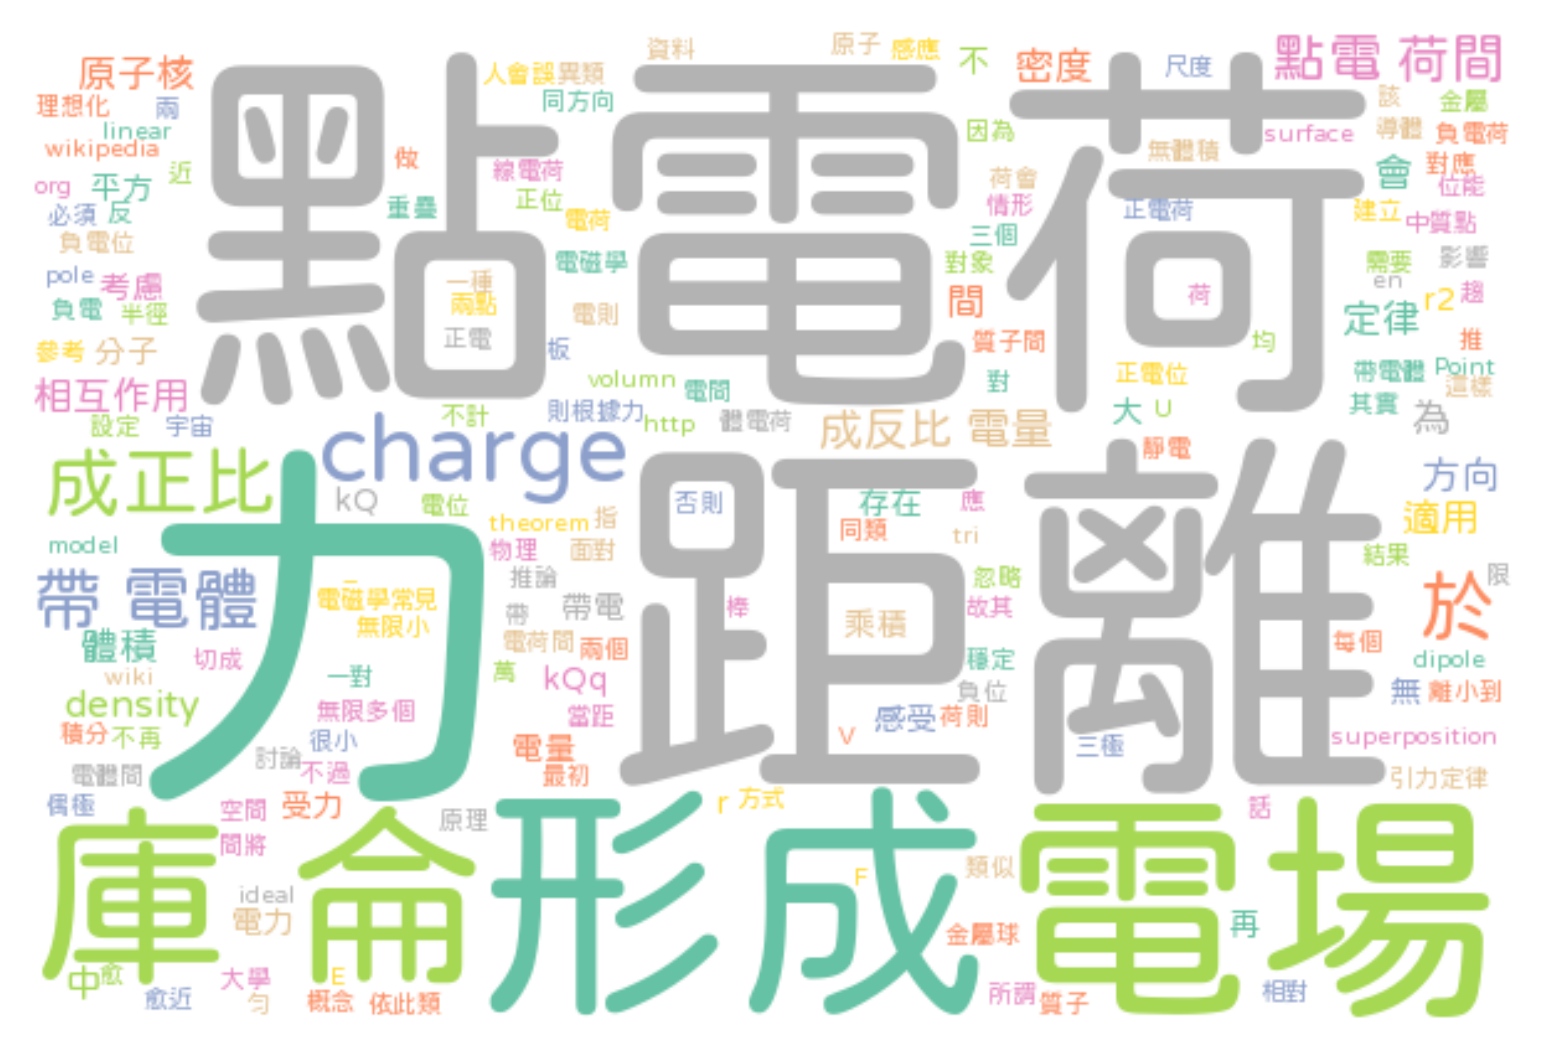 資料 原子 感應 不 密度 尺度 點電 荷間
原子核 點電荷 人會誤 異類 該 金屬
理想化 兩 同方向 導體 負電荷
linear 因為 surface
wikipedia 做 線電荷 無體積 會 對應
org 平方 近 正位 荷會 位能
必須 反 重疊 電荷 情形 正電荷 建立 中質點
負電位 電磁學 三個 對象 需要 影響
pole 考慮 一種 荷 en r2 趨
負電 半徑 兩點 電則 間 定律
參考 分子 正電 板 質子間 均 推
相互作用 volumn 電間 對 正電位 帶電體 Point 這樣
設定 宇宙 不計 則根據力 http 體電荷 成反比 電量 大 U 其實 為
成正比 charge 力 距離 靜電 方向
kQ 電位 否則 存在 應 適用
model theorem 指 同類 tri 結果
帶 電體 物理 面對 推論 忽略 限
電磁學常見 帶 帶電 棒 故其 於
無限小 乘積
體積 切成 電荷間 兩個 穩定 每個 dipole
wiki 一對 萬 kQq 負位 無 離小到
density 無限多個 當距 感受 荷則
積分 不再 很小 電量 V 三極 superposition
電體間 討論 不過 最初 引力定律
偶極 空間 受力 原理 r 方式 話
庫侖 形成 電場
間將 類似
ideal F
電力 金屬球 再
中 愈 大學 E
愈近 勻 概念 依此類 所謂 質子 相對